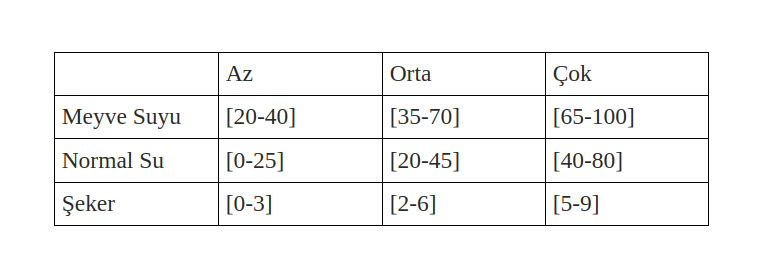 Az Orta Çok
Meyve Suyu [20-40] [35-70] [65-100]
Normal Su [0-25] [20-45] [40-80]
Şeker [0-3] [2-6] [5-9]